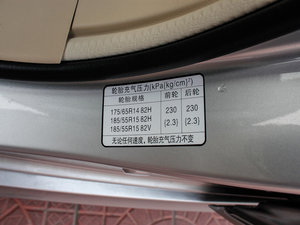 轮胎充气压力(kPa(kg/cm)²)
轮胎规格 前轮 后轮
175/65R14 82H 230 230
185/55R15 82H (2.3) (2.3)
185/55R15 82V
无论任何速度，轮胎充气压力不变